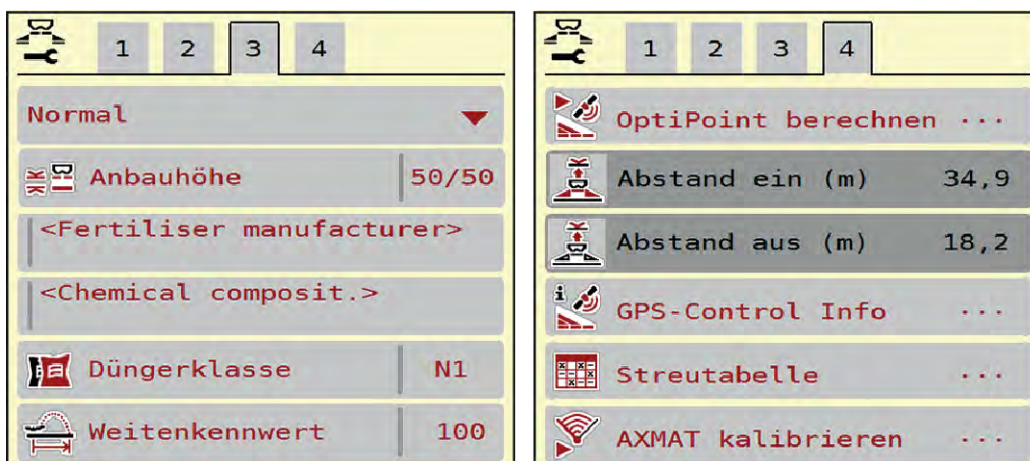 1 2 3 4
Normal
Anbauhöhe 50/50
<Fertiliser manufacturer>
<Chemical composit.>
Düngerklasse N1
Weitenkennwert 100
1 2 3 4
OptiPoint berechnen ...
Abstand ein (m) 34,9
Abstand aus (m) 18,2
GPS-Control Info ...
Streutabelle ...
AXMAT kalibrieren ...